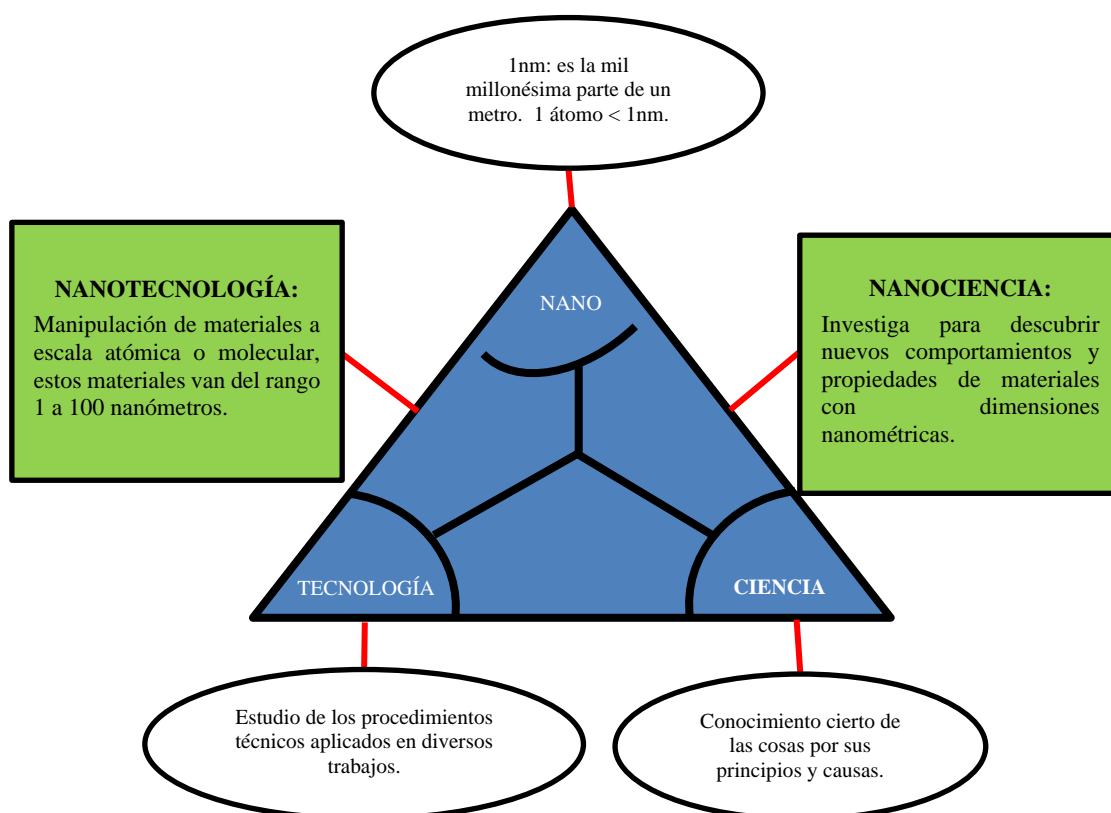 1nm: es la mil
millonésima parte de un
metro.  1 átomo < 1nm.
NANOTECNOLOGÍA:
Manipulación de materiales a
escala atómica o molecular,
estos materiales van del rango
1 a 100 nanómetros.
NANOCIENCIA:
Investiga para descubrir
nuevos comportamientos y
propiedades de materiales
con dimensiones
nanométricas.
NANO
TECNOLOGÍA
CIENCIA
Estudio de los procedimientos
técnicos aplicados en diversos
trabajos.
Conocimiento cierto de
las cosas por sus
principios y causas.